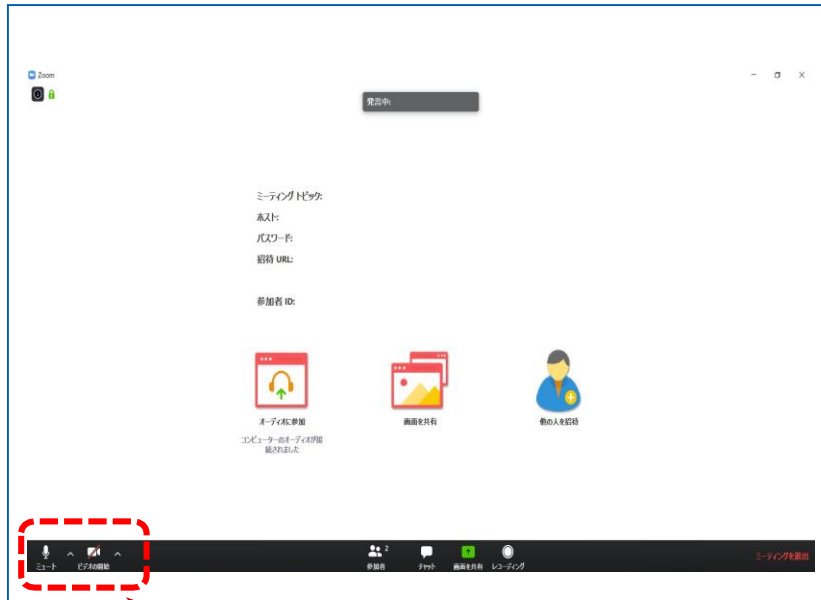 Zoom
発言中:
ミーティング トピック:
ホスト:
パスワード:
招待 URL:
参加者 ID:
オーディオに参加
画面を共有
他の人を招待
コンピューターのオーディオが接
続されました
ミュート
ビデオの開始
2
参加者
チャット
画面を共有
レコーディング
ミーティングを退出